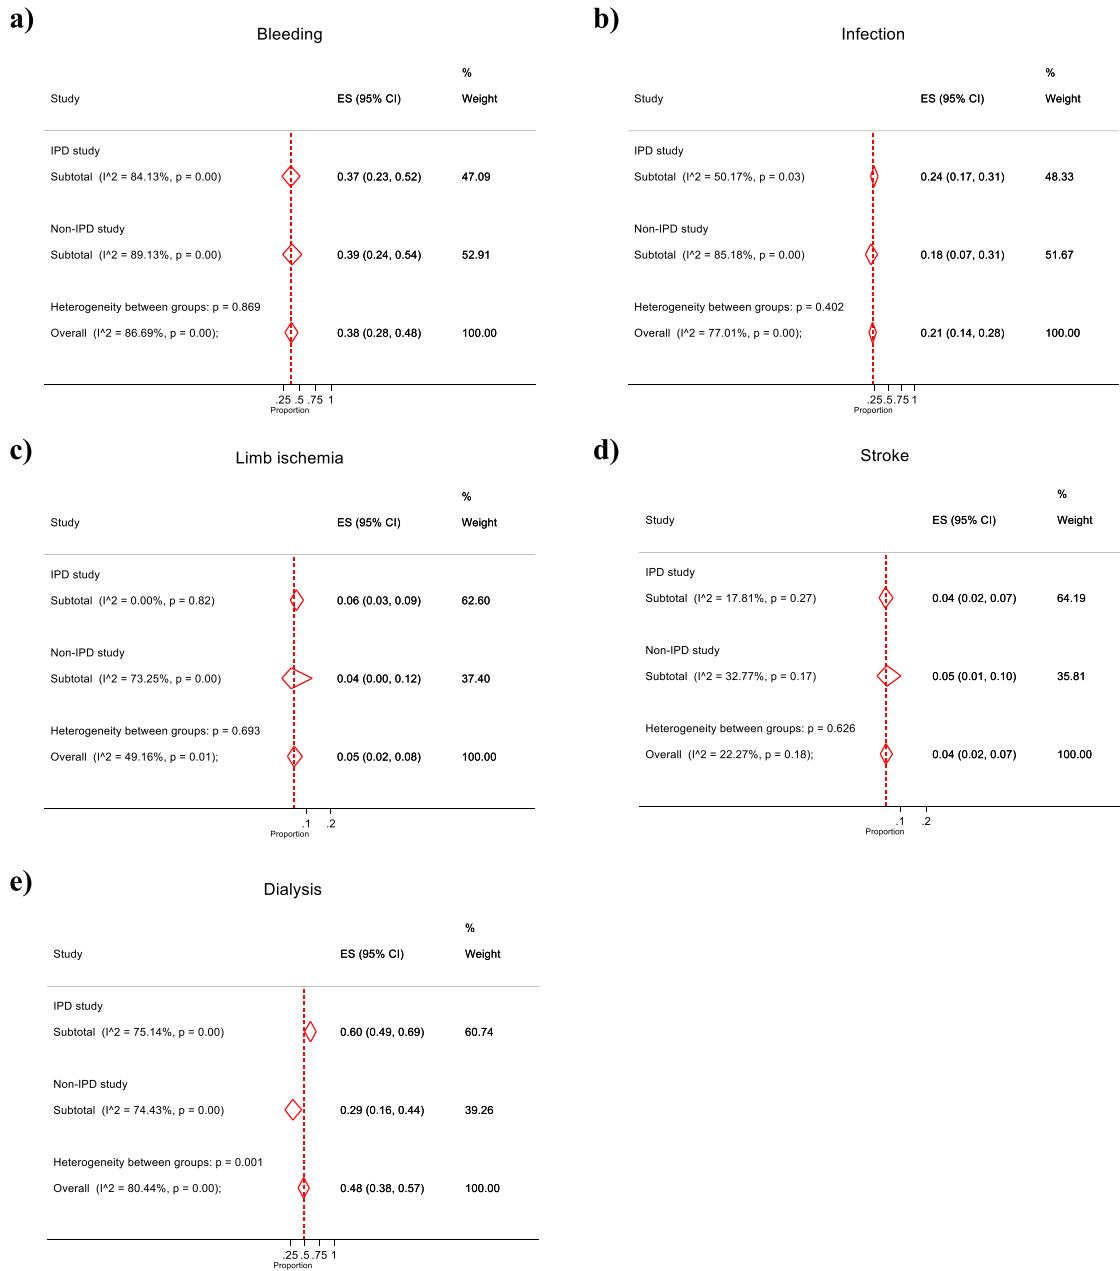 a)
Bleeding
%
Study ES (95% CI) Weight
IPD study
Subtotal (I^2 = 84.13%, p = 0.00) 0.37 (0.23, 0.52) 47.09
Non-IPD study
Subtotal (I^2 = 89.13%, p = 0.00) 0.39 (0.24, 0.54) 52.91
Heterogeneity between groups: p = 0.869
Overall (I^2 = 86.69%, p = 0.00); 0.38 (0.28, 0.48) 100.00
.25 .5 .75 1
Proportion
b)
Infection
%
Study ES (95% CI) Weight
IPD study
Subtotal (I^2 = 50.17%, p = 0.03) 0.24 (0.17, 0.31) 48.33
Non-IPD study
Subtotal (I^2 = 85.18%, p = 0.00) 0.18 (0.07, 0.31) 51.67
Heterogeneity between groups: p = 0.402
Overall (I^2 = 77.01%, p = 0.00); 0.21 (0.14, 0.28) 100.00
.25 .5 .75 1
Proportion
c)
Limb ischemia
%
Study ES (95% CI) Weight
IPD study
Subtotal (I^2 = 0.00%, p = 0.82) 0.06 (0.03, 0.09) 62.60
Non-IPD study
Subtotal (I^2 = 73.25%, p = 0.00) 0.04 (0.00, 0.12) 37.40
Heterogeneity between groups: p = 0.693
Overall (I^2 = 49.16%, p = 0.01); 0.05 (0.02, 0.08) 100.00
.1 .2
Proportion
d)
Stroke
%
Study ES (95% CI) Weight
IPD study
Subtotal (I^2 = 17.81%, p = 0.27) 0.04 (0.02, 0.07) 64.19
Non-IPD study
Subtotal (I^2 = 32.77%, p = 0.17) 0.05 (0.01, 0.10) 35.81
Heterogeneity between groups: p = 0.626
Overall (I^2 = 22.27%, p = 0.18); 0.04 (0.02, 0.07) 100.00
.1 .2
Proportion
e)
Dialysis
%
Study ES (95% CI) Weight
IPD study
Subtotal (I^2 = 75.14%, p = 0.00) 0.60 (0.49, 0.69) 60.74
Non-IPD study
Subtotal (I^2 = 74.43%, p = 0.00) 0.29 (0.16, 0.44) 39.26
Heterogeneity between groups: p = 0.001
Overall (I^2 = 80.44%, p = 0.00); 0.48 (0.38, 0.57) 100.00
.25 .5 .75 1
Proportion